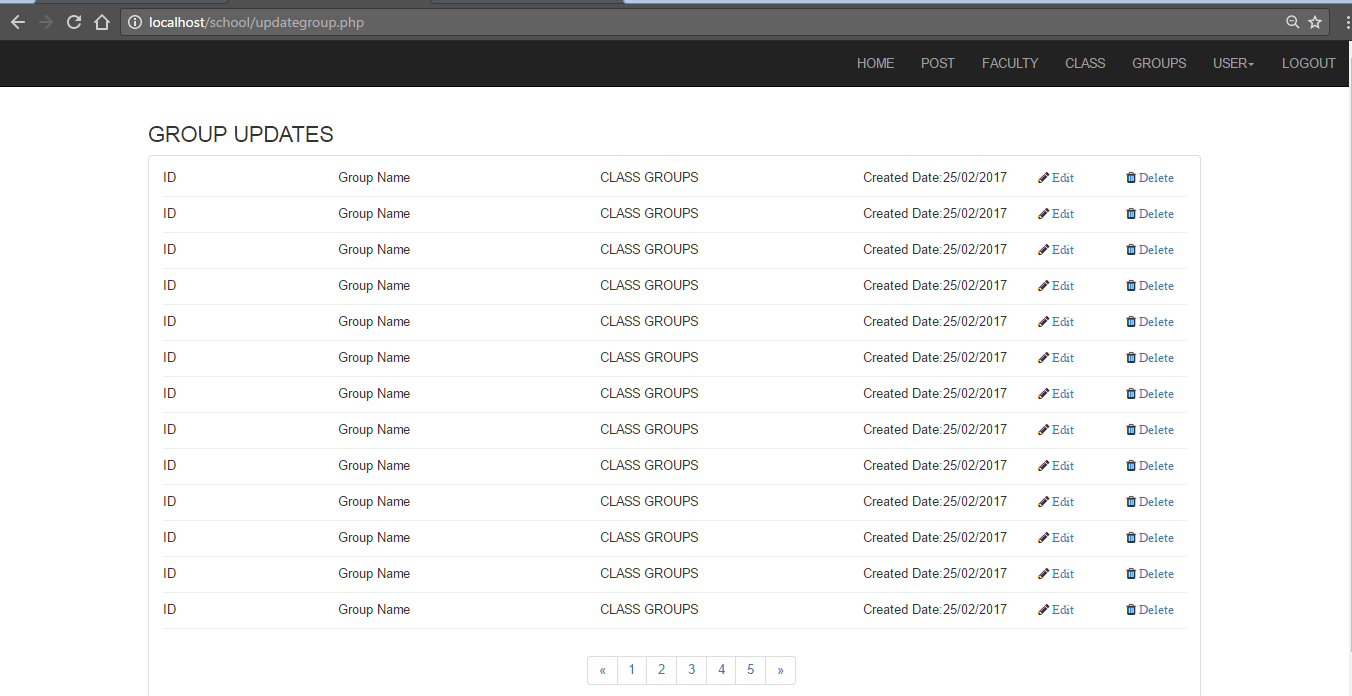 localhost/school/updategroup.php
HOME POST FACULTY CLASS GROUPS USER LOGOUT
GROUP UPDATES
ID Group Name CLASS GROUPS Created Date:25/02/2017 Edit Delete
ID Group Name CLASS GROUPS Created Date:25/02/2017 Edit Delete
ID Group Name CLASS GROUPS Created Date:25/02/2017 Edit Delete
ID Group Name CLASS GROUPS Created Date:25/02/2017 Edit Delete
ID Group Name CLASS GROUPS Created Date:25/02/2017 Edit Delete
ID Group Name CLASS GROUPS Created Date:25/02/2017 Edit Delete
ID Group Name CLASS GROUPS Created Date:25/02/2017 Edit Delete
ID Group Name CLASS GROUPS Created Date:25/02/2017 Edit Delete
ID Group Name CLASS GROUPS Created Date:25/02/2017 Edit Delete
ID Group Name CLASS GROUPS Created Date:25/02/2017 Edit Delete
ID Group Name CLASS GROUPS Created Date:25/02/2017 Edit Delete
ID Group Name CLASS GROUPS Created Date:25/02/2017 Edit Delete
ID Group Name CLASS GROUPS Created Date:25/02/2017 Edit Delete
« 1 2 3 4 5 »